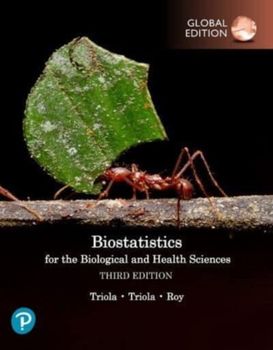 GLOBAL
EDITION
Biostatistics
for the Biological and Health Sciences
THIRD EDITION
Triola • Triola • Roy
P